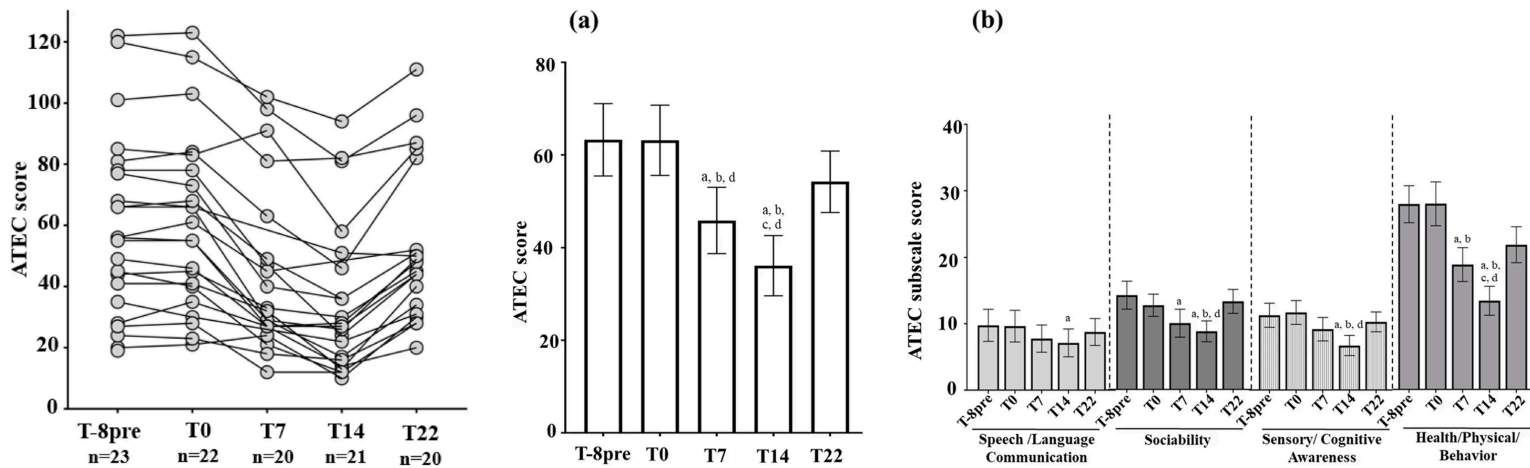 ATEC score
120
100
80
60
40
20
0
T-8pre T0 T7 T14 T22
n=23 n=22 n=20 n=21 n=20
(a)
ATEC score
80
60
40
20
0
a, b, d
a, b,
c, d
T-8pre T0 T7 T14 T22
(b)
ATEC subscale score
40
30
20
10
0
a
a
a, b, d
a, b, d
a, b
a, b,
c, d
T-8pre T0 T7 T14 T22 T-8pre T0 T7 T14 T22 T-8pre T0 T7 T14 T22 T-8pre T0 T7 T14 T22
Speech /Language
Communication
Sociability
Sensory/ Cognitive
Awareness
Health/Physical/
Behavior